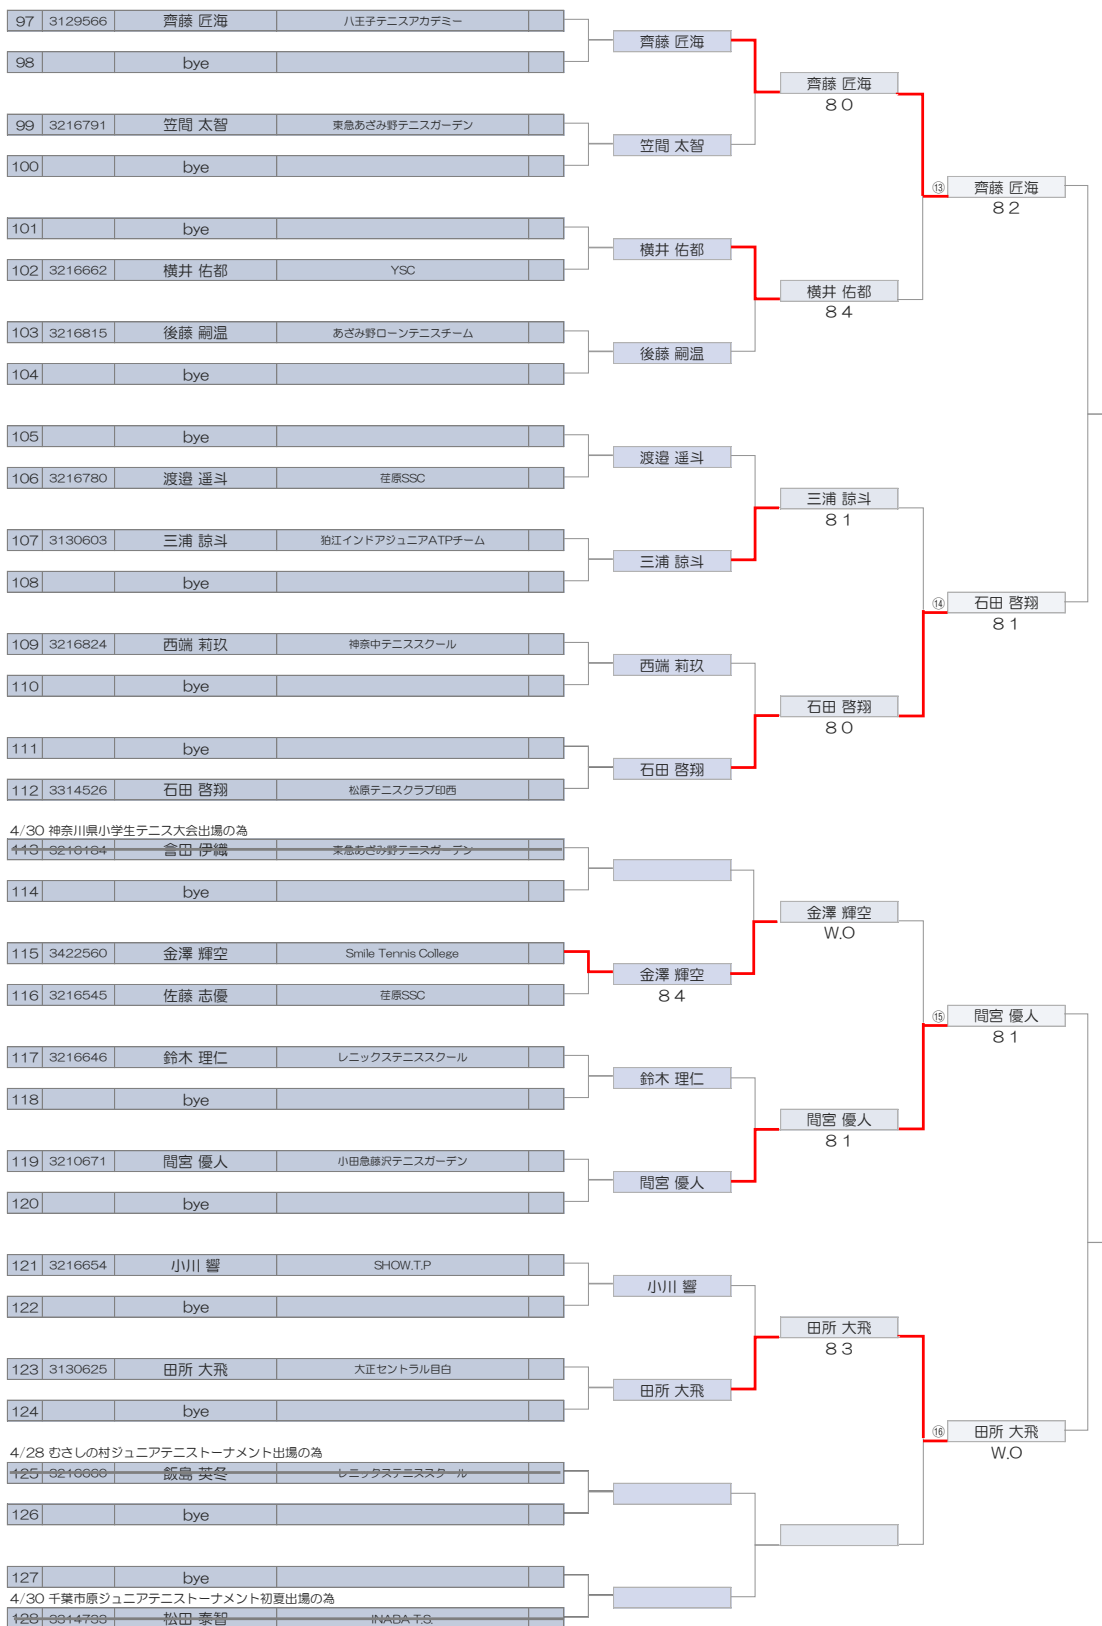 97 3129566 齊藤 匠海 八王子テニスアカデミー
齊藤 匠海
98 bye
齊藤 匠海
8 0
99 3216791 笠間 太智 東急あざみ野テニスガーデン
笠間 太智
100 bye
⑬ 齊藤 匠海
8 2
101 bye
横井 佑都
102 3216662 横井 佑都 YSC
横井 佑都
8 4
103 3216815 後藤 嗣温 あざみ野ローンテニスチーム
後藤 嗣温
104 bye
105 bye
渡邉 遥斗
106 3216780 渡邉 遥斗 荏原SSC
三浦 諒斗
8 1
107 3130603 三浦 諒斗 狛江インドアジュニアATPチーム
三浦 諒斗
108 bye
⑭ 石田 啓翔
8 1
109 3216824 西端 莉玖 神奈中テニススクール
西端 莉玖
110 bye
石田 啓翔
8 0
111 bye
石田 啓翔
112 3314526 石田 啓翔 松原テニスクラブ印西
4/30 神奈川県小学生テニス大会出場の為
113 3216184 會田 伊織 東急あざみ野テニスガーデン
114 bye
金澤 輝空
W.O
115 3422560 金澤 輝空 Smile Tennis College
金澤 輝空
8 4
116 3216545 佐藤 志優 荏原SSC
⑮ 間宮 優人
8 1
117 3216646 鈴木 理仁 レニックステニススクール
鈴木 理仁
118 bye
間宮 優人
8 1
119 3210671 間宮 優人 小田急藤沢テニスガーデン
間宮 優人
120 bye
121 3216654 小川 響 SHOW.T.P
小川 響
122 bye
田所 大飛
8 3
123 3130625 田所 大飛 大正セントラル目白
田所 大飛
124 bye
⑯ 田所 大飛
W.O
4/28 むさしの村ジュニアテニストーナメント出場の為
125 飯島 英冬 レニックステニススクール
126 bye
127 bye
4/30 千葉市原ジュニアテニストーナメント初夏出場の為
128 3314733 松田 泰智 INABA T.S.